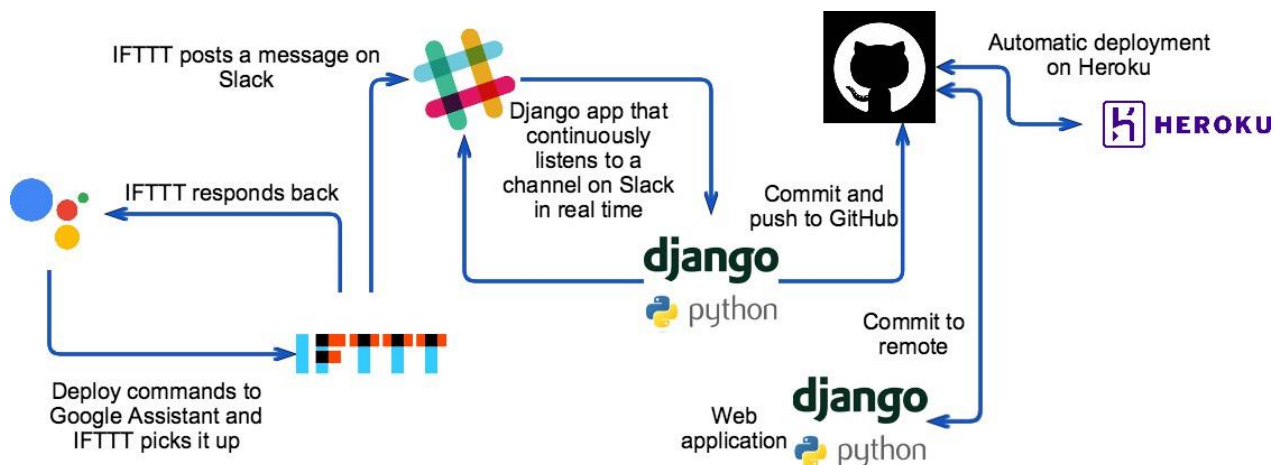 IFTTT posts a message on
Slack
Automatic deployment
on Heroku
HEROKU
Django app that
continuously
listens to a
channel on Slack
in real time
IFTTT responds back
Commit and
push to GitHub
django
python
IFTTT
Commit to
remote
Deploy commands to
Google Assistant and
IFTTT picks it up
Web
application
django
python